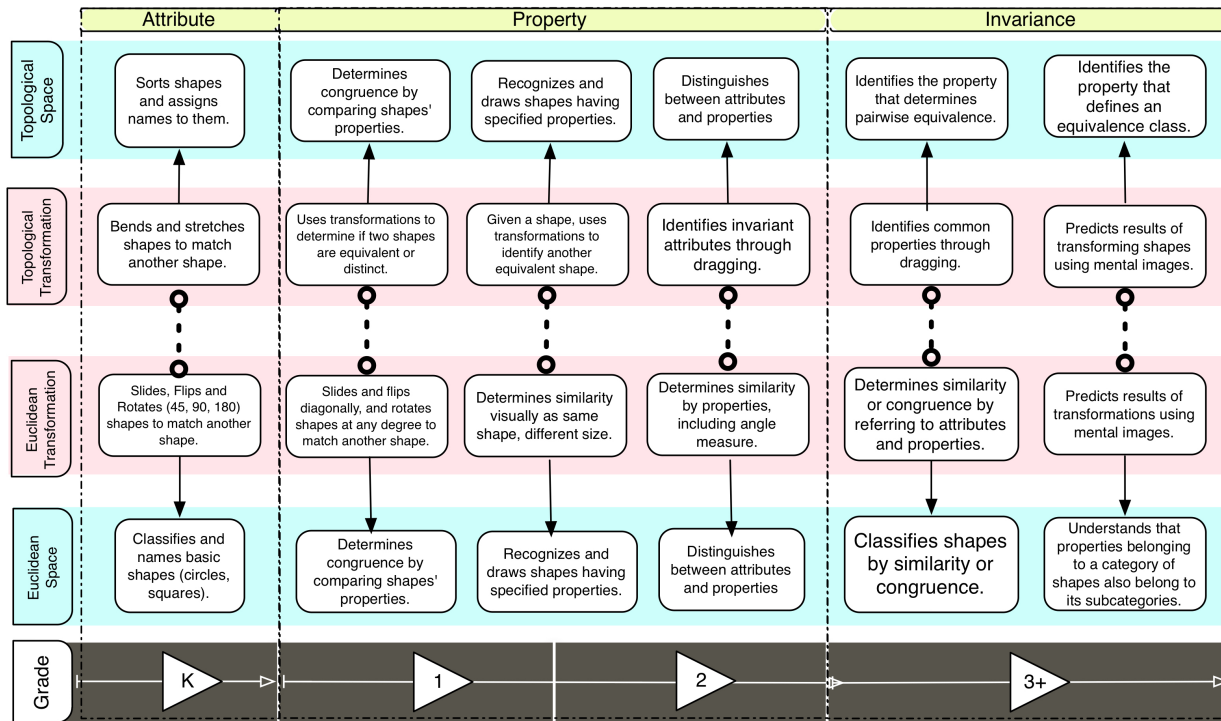 Attribute
Property
Invariance
Topological
Space
Sorts shapes
and assigns
names to them.
Determines
congruence by
comparing shapes'
properties.
Recognizes and
draws shapes having
specified properties.
Distinguishes
between attributes
and properties
Identifies the property
that determines
pairwise equivalence.
Identifies the
property that
defines an
equivalence class.
Topological
Transformation
Bends and stretches
shapes to match
another shape.
Uses transformations to
determine if two shapes
are equivalent or
distinct.
Given a shape, uses
transformations to
identify another
equivalent shape.
Identifies invariant
attributes through
dragging.
Identifies common
properties through
dragging.
Predicts results of
transforming shapes
using mental images.
Euclidean
Transformation
Slides, Flips and
Rotates (45, 90, 180)
shapes to match another
shape.
Slides and flips
diagonally, and rotates
shapes at any degree to
match another shape.
Determines similarity
visually as same
shape, different size.
Determines similarity
by properties,
including angle
measure.
Determines similarity
or congruence by
referring to attributes
and properties.
Predicts results of
transformations using
mental images.
Euclidean
Space
Classifies and
names basic
shapes (circles,
squares).
Determines
congruence by
comparing shapes'
properties.
Recognizes and
draws shapes having
specified properties.
Distinguishes
between attributes
and properties
Classifies shapes
by similarity or
congruence.
Understands that
properties belonging
to a category of
shapes also belong to
its subcategories.
Grade
K
1
2
3+